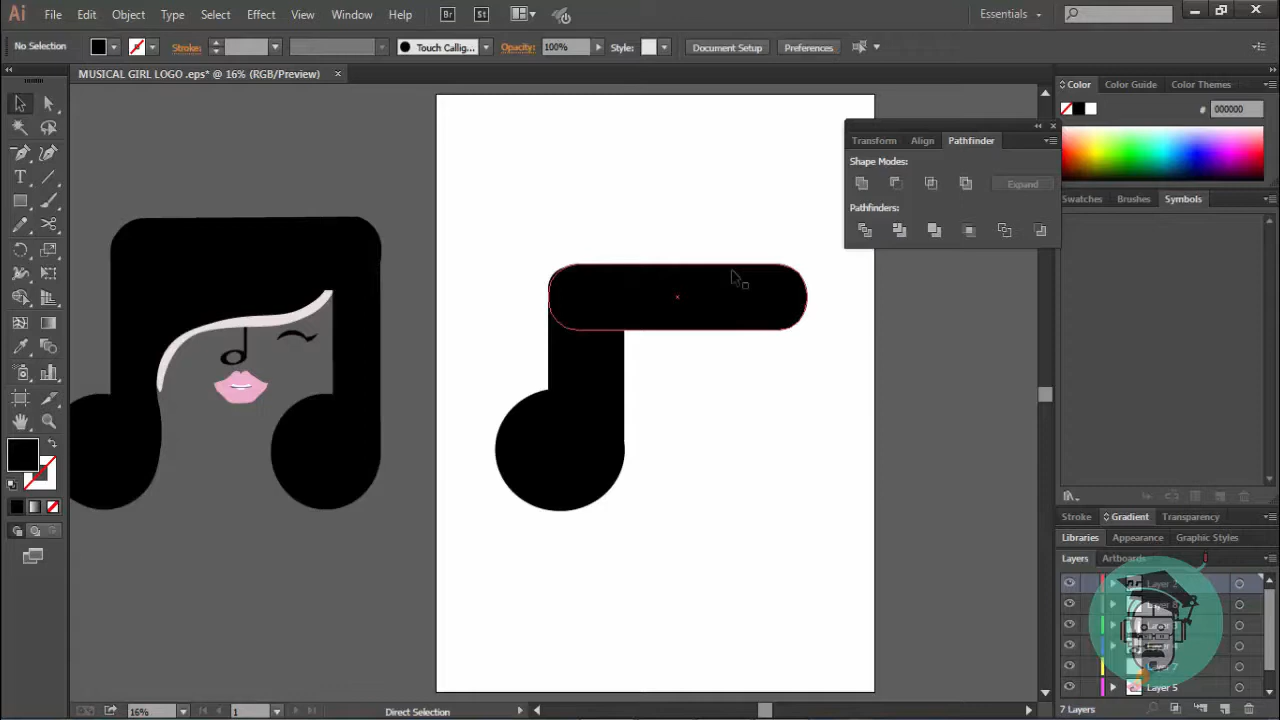 Ai File Edit Object Type Select Effect View Window Help Br St Essentials
No Selection Stroke: Touch Callig... Opacity: 100% Style: Document Setup Preferences
MUSICAL GIRL LOGO .eps* @ 16% (RGB/Preview) ×
Color Color Guide Color Themes
# 000000
Transform Align Pathfinder
Shape Modes:
Expand
Pathfinders:
Swatches Brushes Symbols
Stroke Gradient Transparency
Libraries Appearance Graphic Styles
Layers Artboards
Layer 5
7 Layers
16% 1 Direct Selection